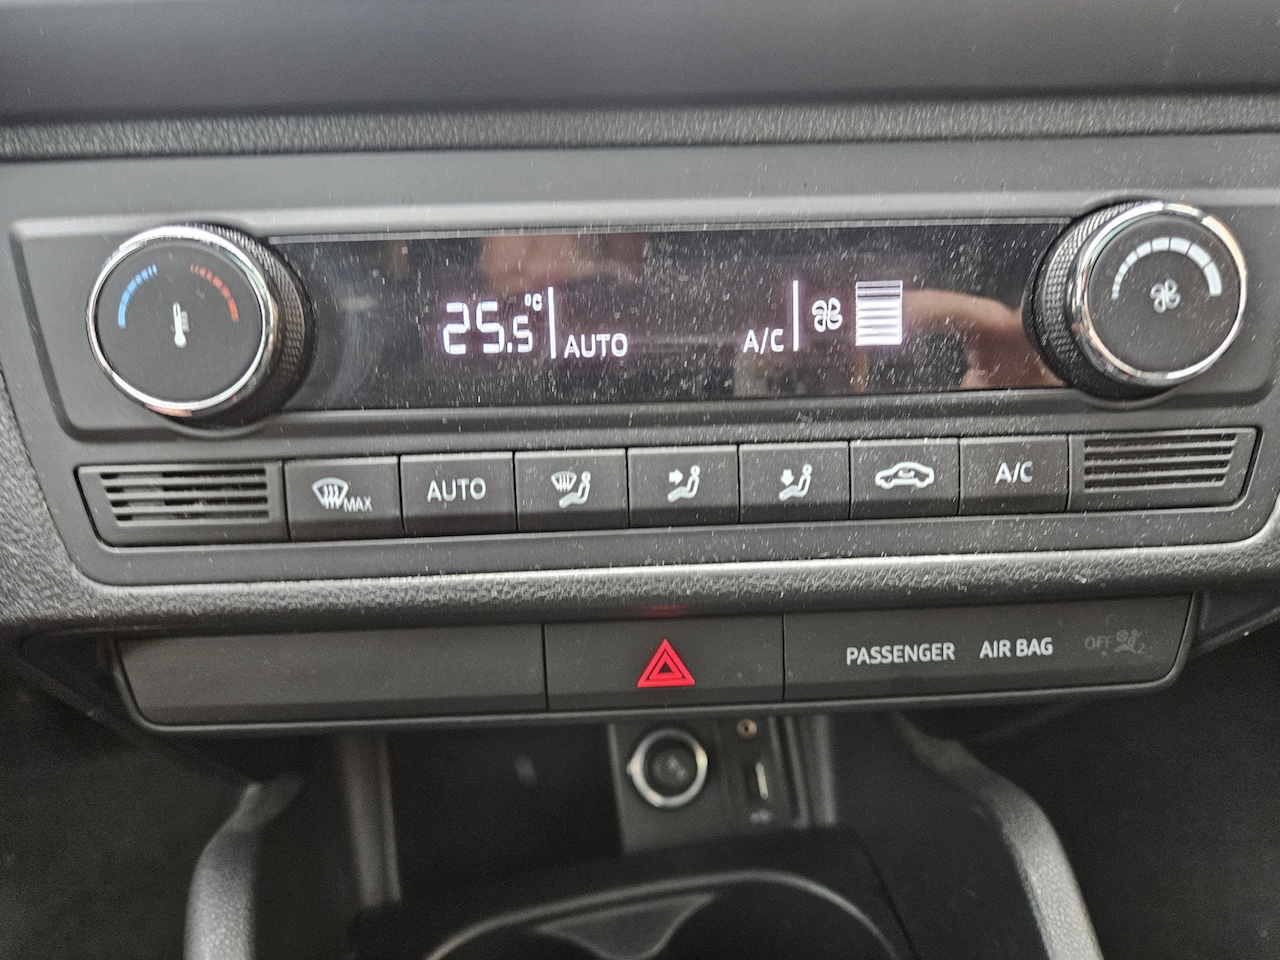 25.5°C AUTO A/C
MAX AUTO A/C
PASSENGER AIR BAG OFF